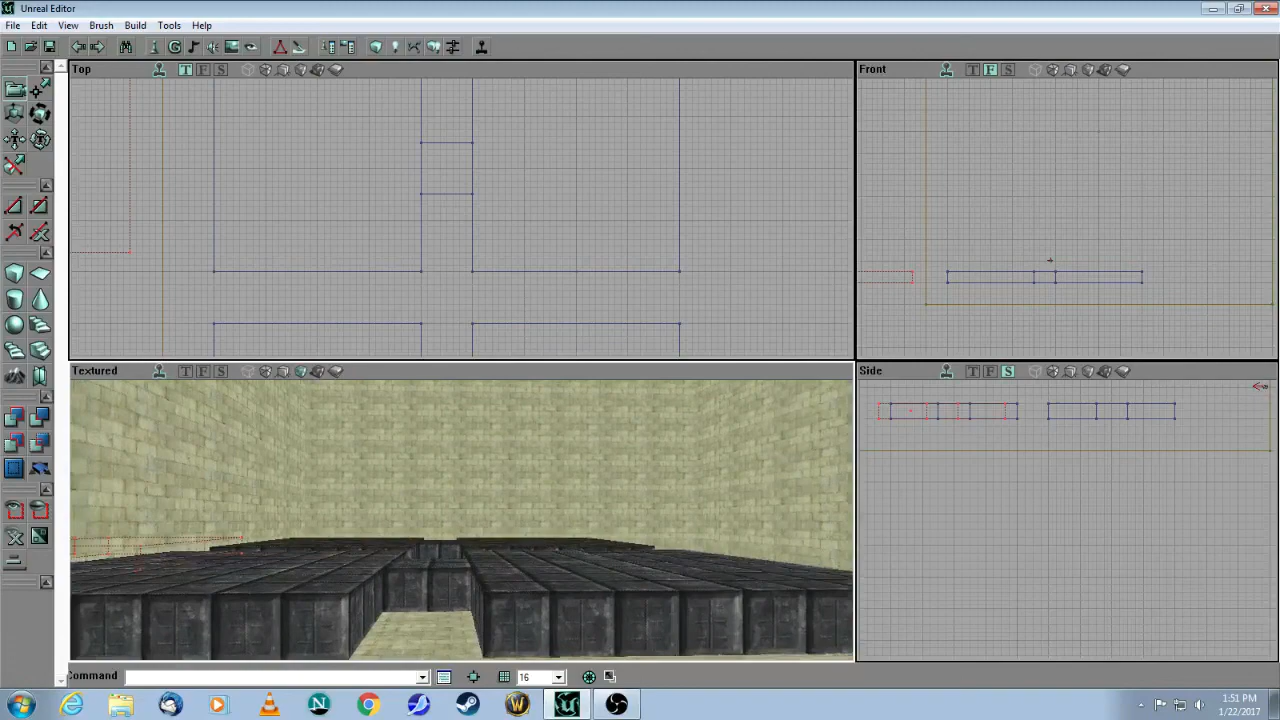 Unreal Editor
File Edit View Brush Build Tools Help
Top T F S
Front T F S
Textured T F S
Side T F S
Command 16
1:51 PM
1/22/2017